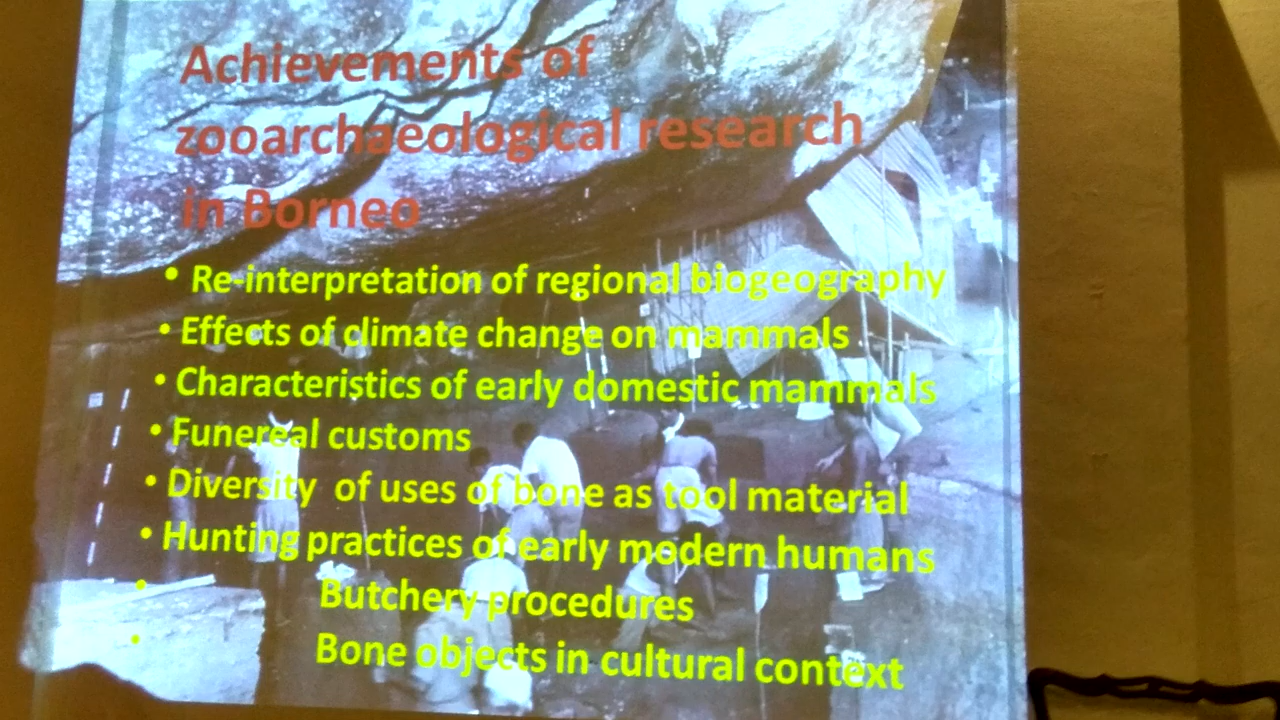 Achievements of
zooarchaeological research
in Borneo
• Re-interpretation of regional biogeography
• Effects of climate change on mammals
• Characteristics of early domestic mammals
• Funereal customs
• Diversity of uses of bone as tool material
• Hunting practices of early modern humans
• Butchery procedures
• Bone objects in cultural context